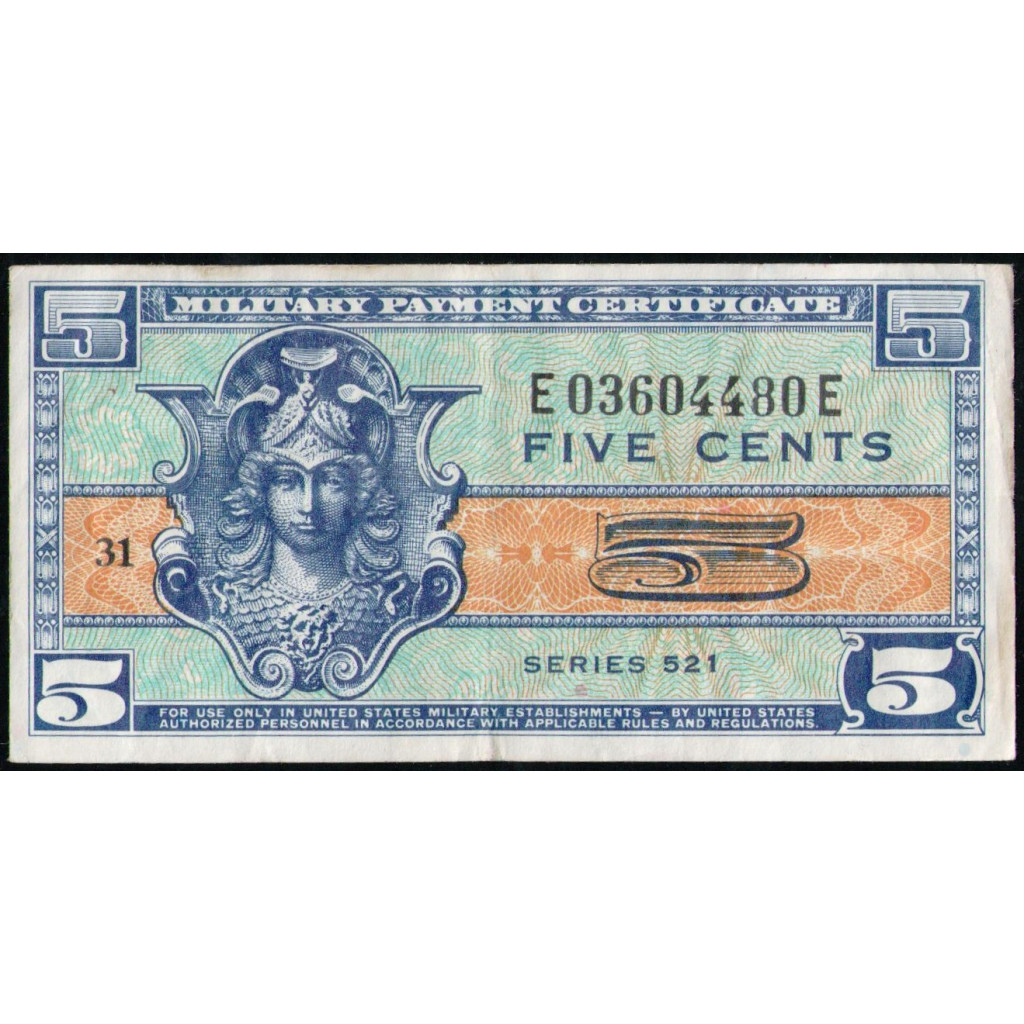 5 MILITARY PAYMENT CERTIFICATE 5
E03604480E
FIVE CENTS
31 5
SERIES 521
5 5
FOR USE ONLY IN UNITED STATES MILITARY ESTABLISHMENTS — BY UNITED STATES
AUTHORIZED PERSONNEL IN ACCORDANCE WITH APPLICABLE RULES AND REGULATIONS.